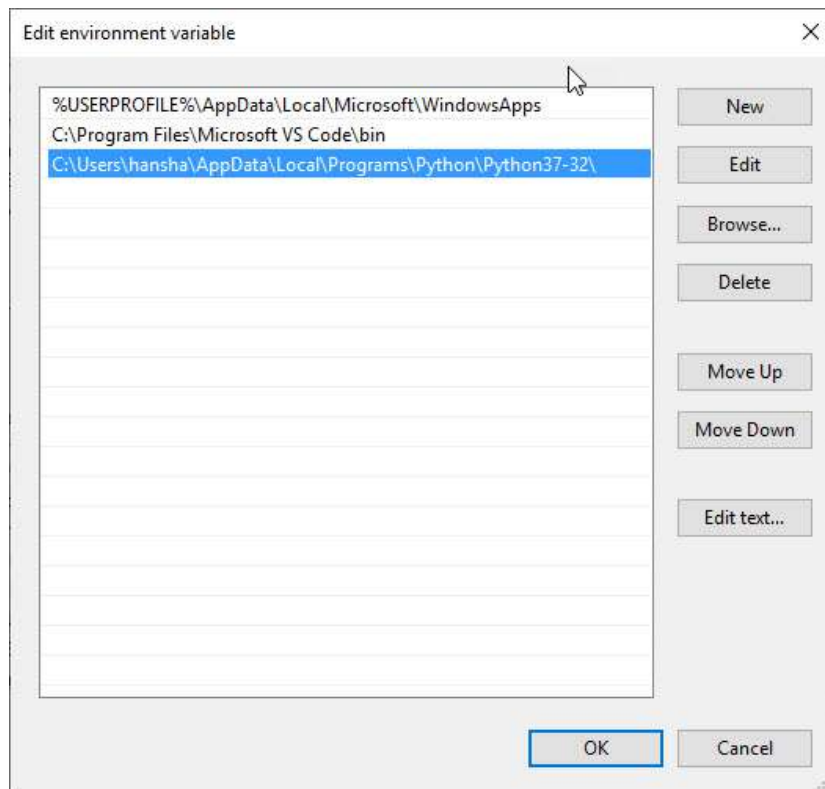 Edit environment variable
%USERPROFILE%\AppData\Local\Microsoft\WindowsApps
C:\Program Files\Microsoft VS Code\bin
C:\Users\hansha\AppData\Local\Programs\Python\Python37-32\
New
Edit
Browse...
Delete
Move Up
Move Down
Edit text...
OK
Cancel